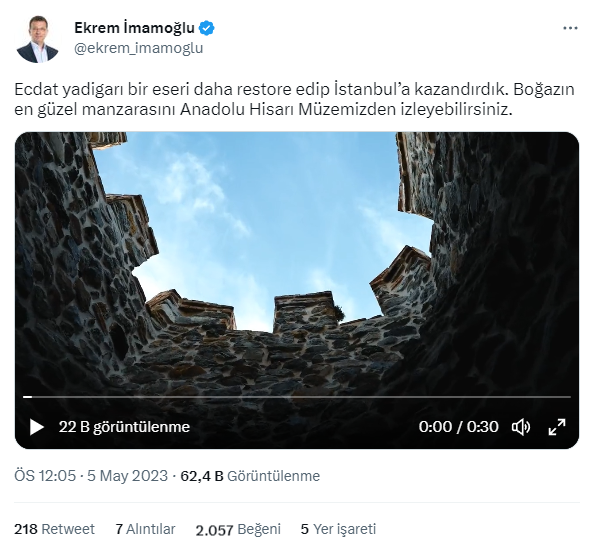 Ekrem İmamoğlu
@ekrem_imamoglu
Ecdat yadigarı bir eseri daha restore edip İstanbul’a kazandırdık. Boğazın
en güzel manzarasını Anadolu Hisarı Müzemizden izleyebilirsiniz.
22 B görüntülenme 0:00 / 0:30
ÖS 12:05 · 5 May 2023 · 62,4 B Görüntülenme
218 Retweet 7 Alıntılar 2.057 Beğeni 5 Yer işareti